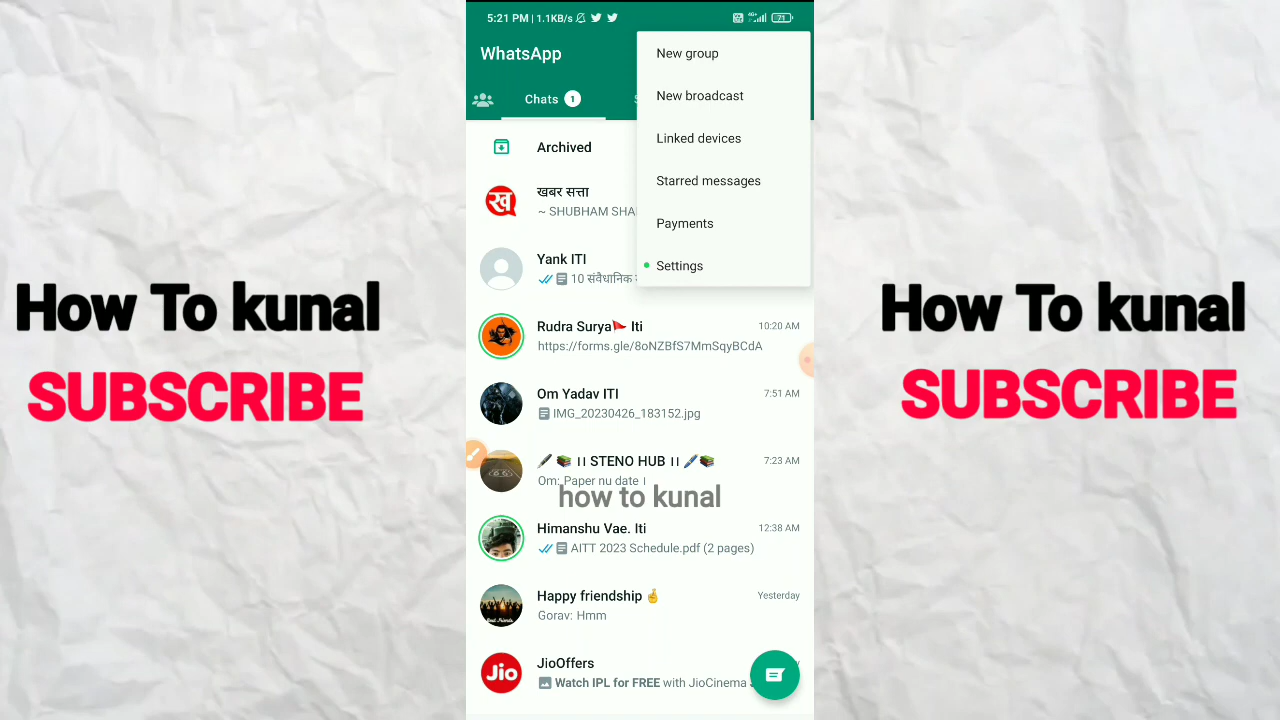 5:21 PM | 1.1KB/s
4G+
71
WhatsApp
New group
New broadcast
Chats 1
Linked devices
Archived
Starred messages
खबर सत्ता
~ SHUBHAM SHA
Payments
Yank ITI
10 संवैधानिक
Settings
Rudra Surya🚩 Iti
10:20 AM
https://forms.gle/8oNZBfS7MmSqyBCdA
Om Yadav ITI
7:51 AM
IMG_20230426_183152.jpg
🖋️ 📚 ।। STENO HUB ।। 🖊️📚
7:23 AM
Om: Paper nu date ।
how to kunal
Himanshu Vae. Iti
12:38 AM
AITT 2023 Schedule.pdf (2 pages)
Happy friendship 🤞
Yesterday
Gorav: Hmm
JioOffers
Jio
Watch IPL for FREE with JioCinema
How To kunal
SUBSCRIBE
How To kunal
SUBSCRIBE